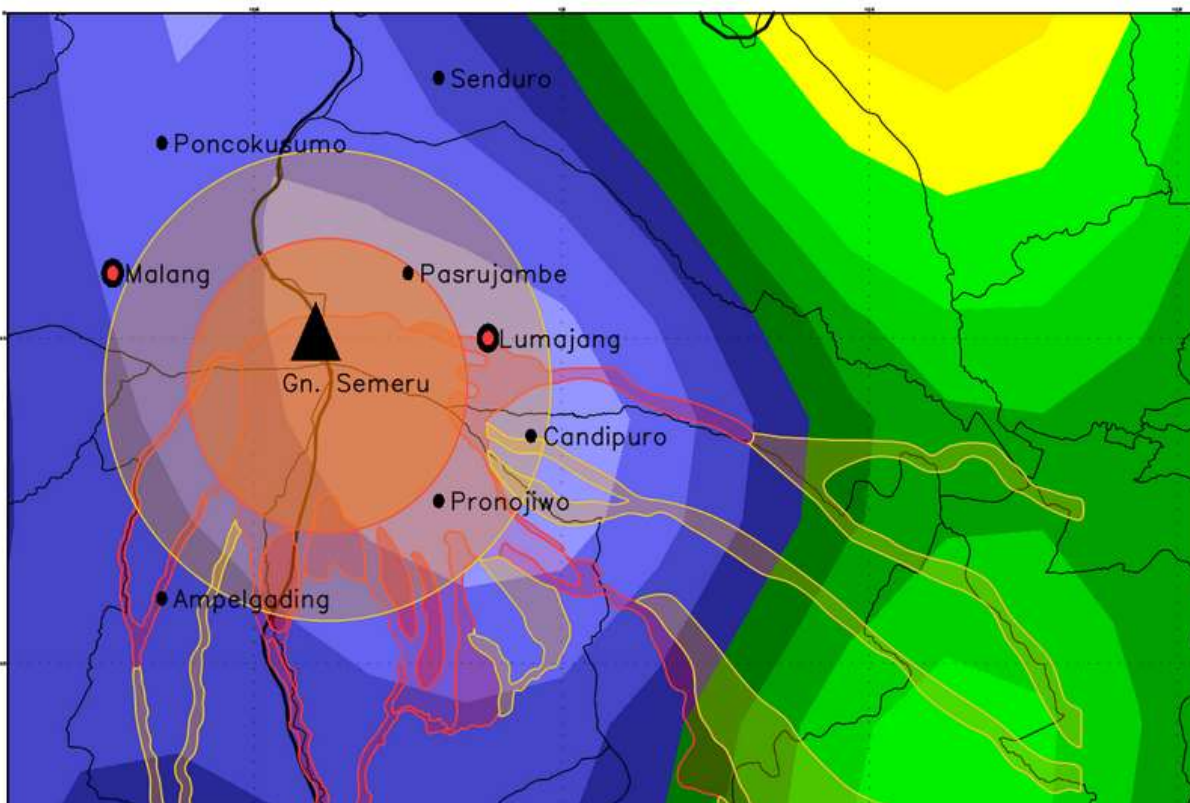 Senduro
Poncokusumo
Malang
Pasrujambe
Lumajang
Gn. Semeru
Candipuro
Pronojiwo
Ampelgading